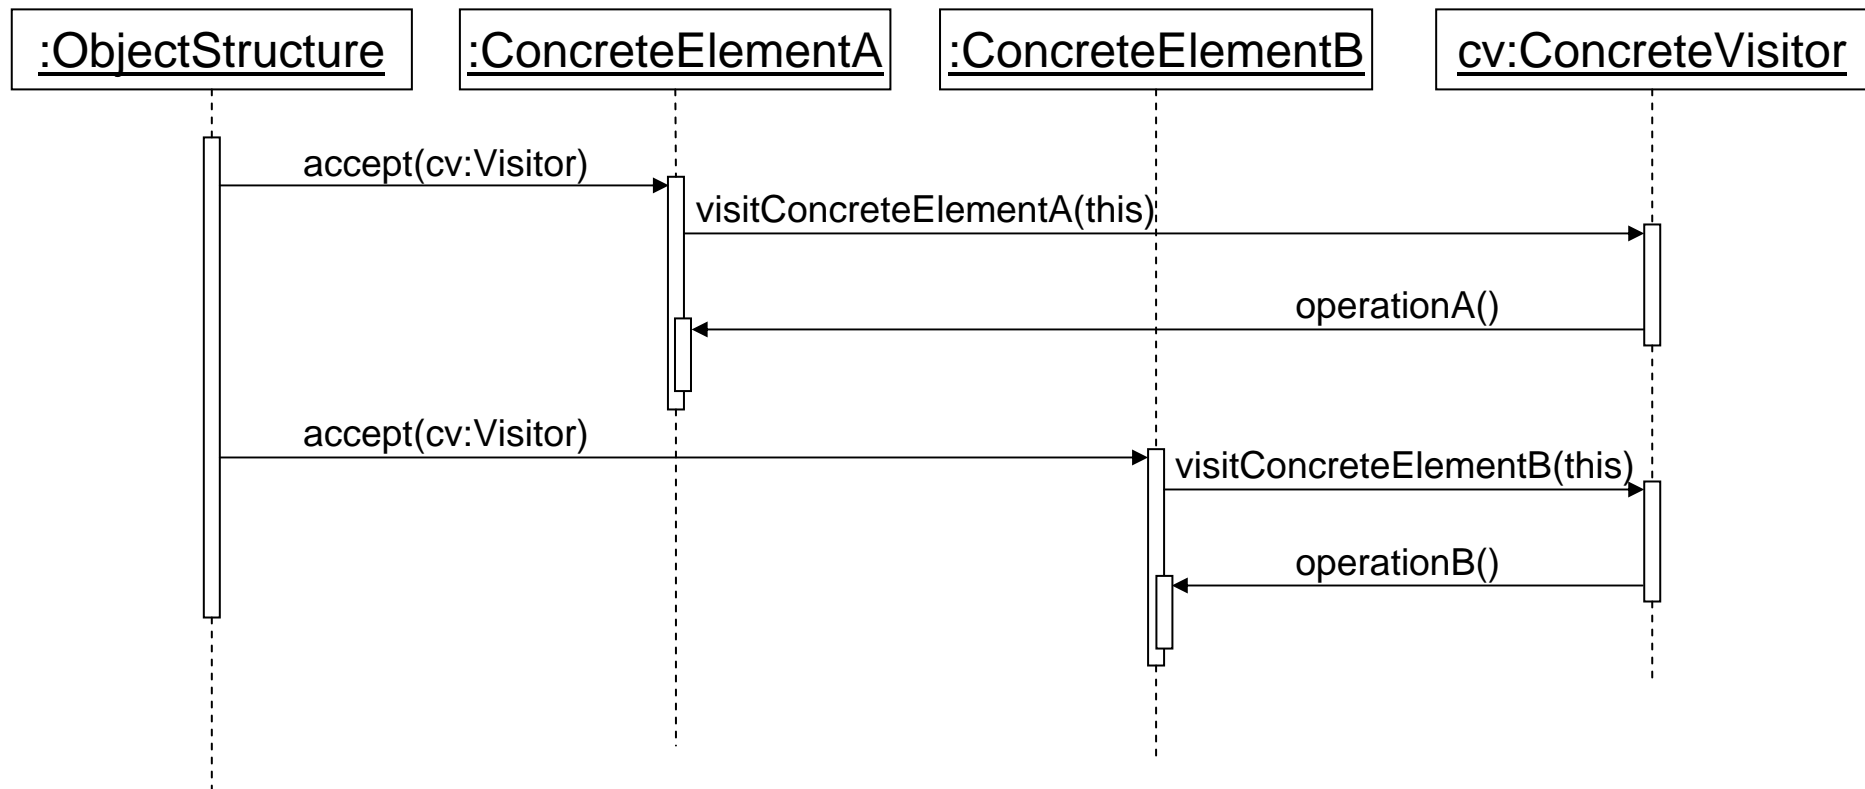 :ObjectStructure
:ConcreteElementA
:ConcreteElementB
cv:ConcreteVisitor
accept(cv:Visitor)
visitConcreteElementA(this)
operationA()
accept(cv:Visitor)
visitConcreteElementB(this)
operationB()